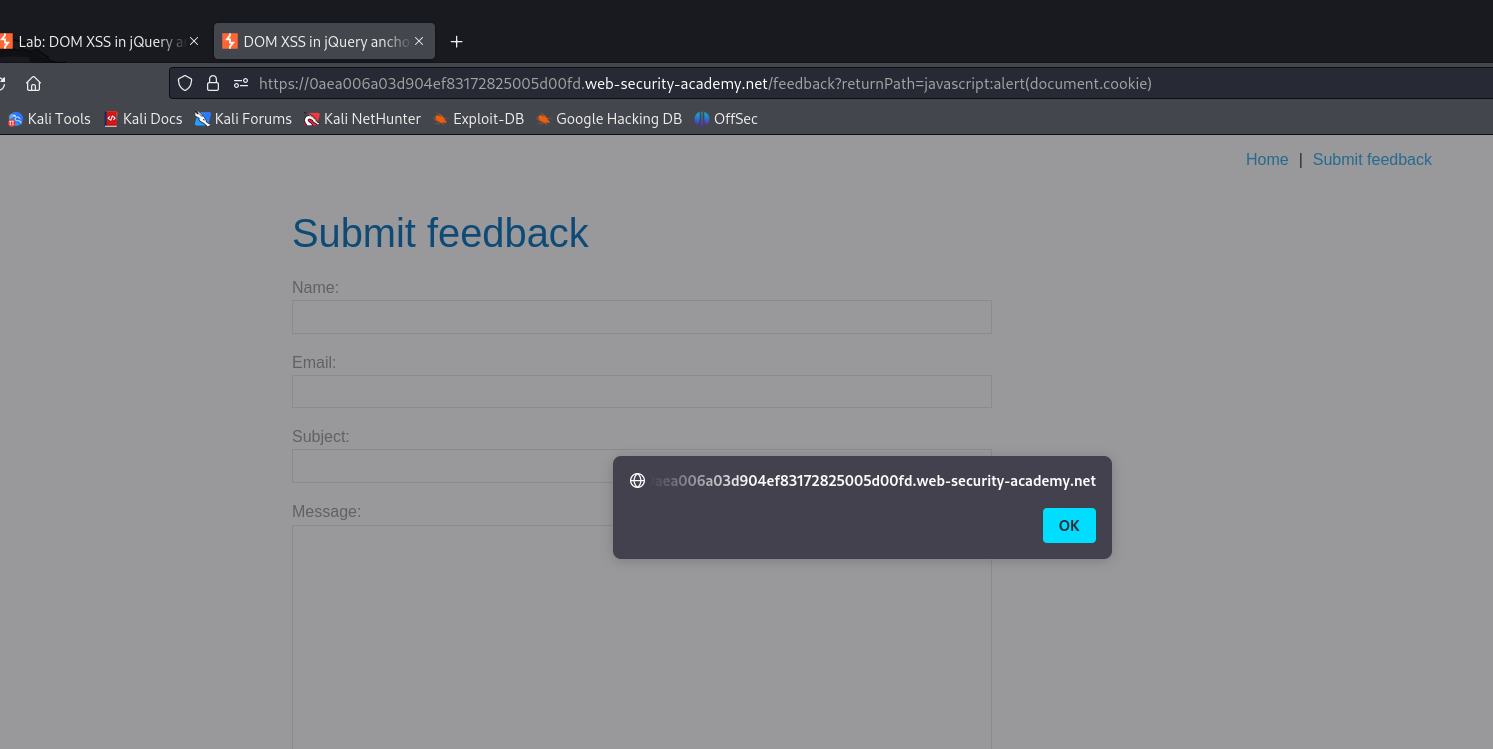 Lab: DOM XSS in jQuery a
DOM XSS in jQuery ancho
https://0aea006a03d904ef83172825005d00fd.web-security-academy.net/feedback?returnPath=javascript:alert(document.cookie)
Kali Tools Kali Docs Kali Forums Kali NetHunter Exploit-DB Google Hacking DB OffSec
Home | Submit feedback
Submit feedback
Name:
Email:
Subject:
aea006a03d904ef83172825005d00fd.web-security-academy.net
OK
Message: